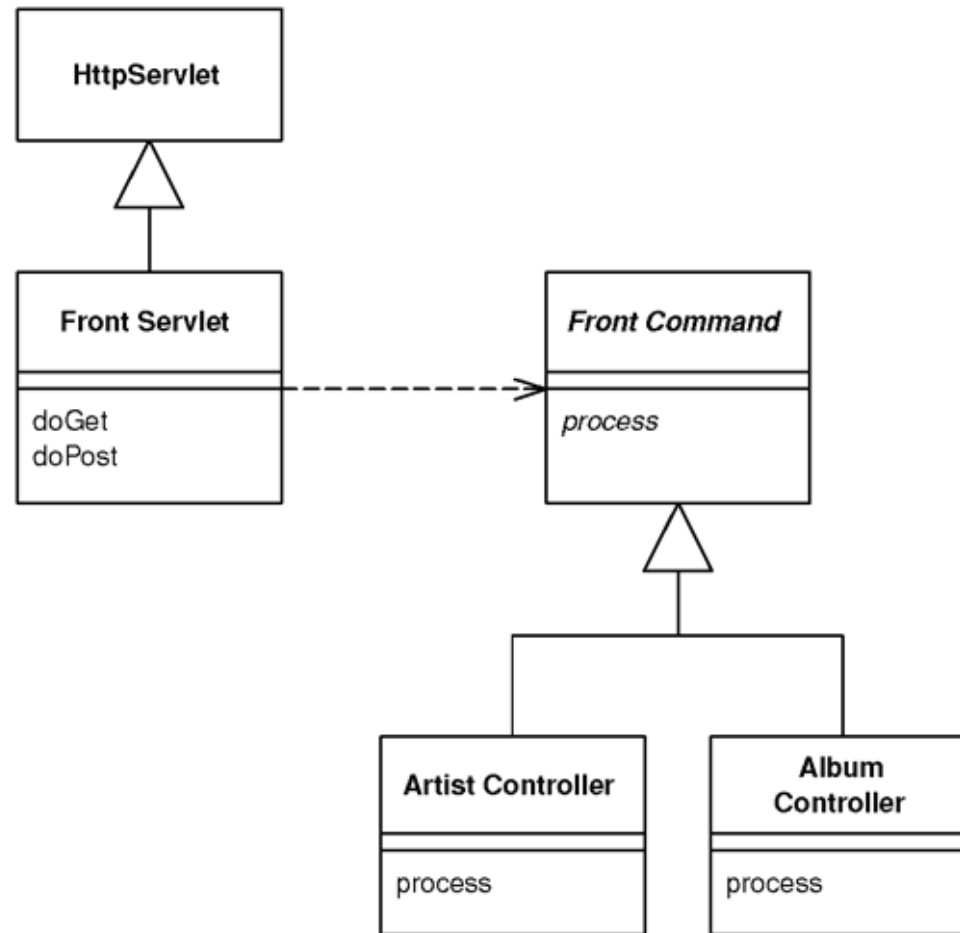 HttpServlet
Front Servlet
doGet
doPost
Front Command
process
Artist Controller
process
Album
Controller
process